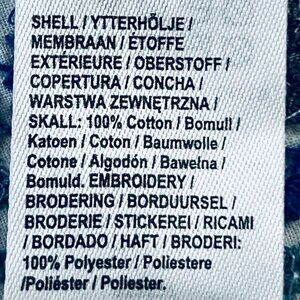 SHELL / YTTERHÖLJE /
MEMBRAAN / ÉTOFFE
EXTÉRIEURE / OBERSTOFF /
COPERTURA / CONCHA /
WARSTWA ZEWNĘTRZNA /
SKALL: 100% Cotton / Bomull /
Katoen / Coton / Baumwolle /
Cotone / Algodón / Bawełna /
Bomuld. EMBROIDERY /
BRODERING / BORDUURSEL /
BRODERIE / STICKEREI / RICAMI
/ BORDADO / HAFT / BRODERI:
100% Polyester / Poliestere
/Poliéster / Poliester.